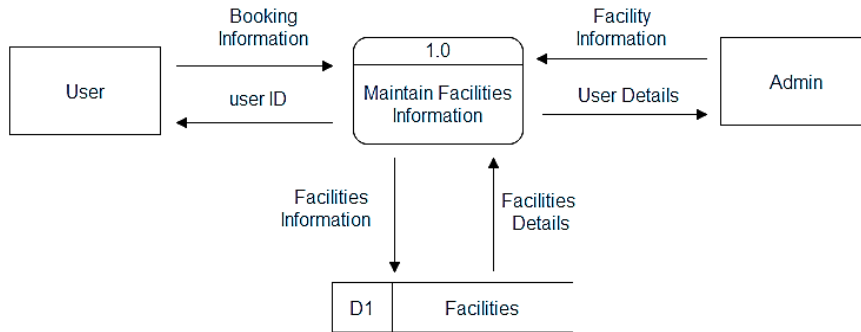 Booking
Information
Facility
Information
1.0
User
Maintain Facilities
Information
Admin
user ID
User Details
Facilities
Information
Facilities
Details
D1
Facilities